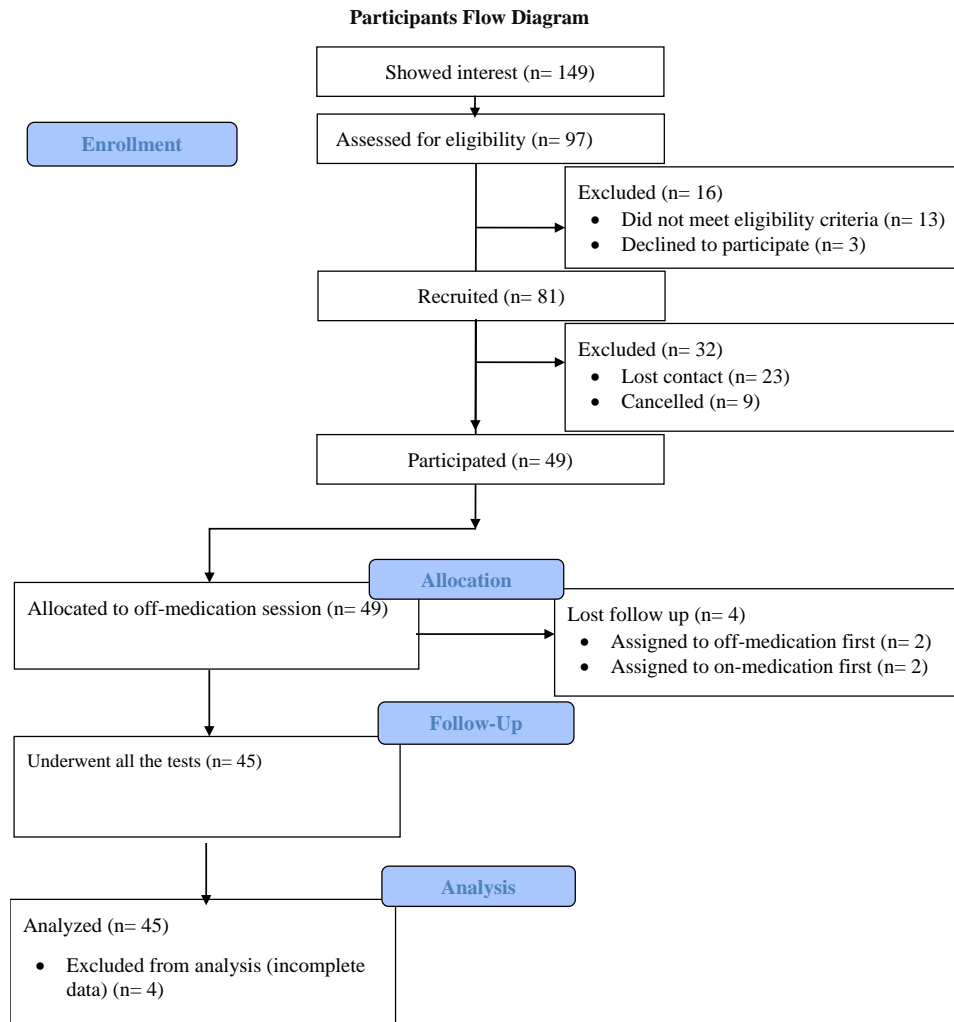 Participants Flow Diagram
Showed interest (n= 149)
Enrollment
Assessed for eligibility (n= 97)
Excluded (n= 16)
• Did not meet eligibility criteria (n= 13)
• Declined to participate (n= 3)
Recruited (n= 81)
Excluded (n= 32)
• Lost contact (n= 23)
• Cancelled (n= 9)
Participated (n= 49)
Allocation
Allocated to off-medication session (n= 49)
Lost follow up (n= 4)
• Assigned to off-medication first (n= 2)
• Assigned to on-medication first (n= 2)
Follow-Up
Underwent all the tests (n= 45)
Analysis
Analyzed (n= 45)
• Excluded from analysis (incomplete
data) (n= 4)